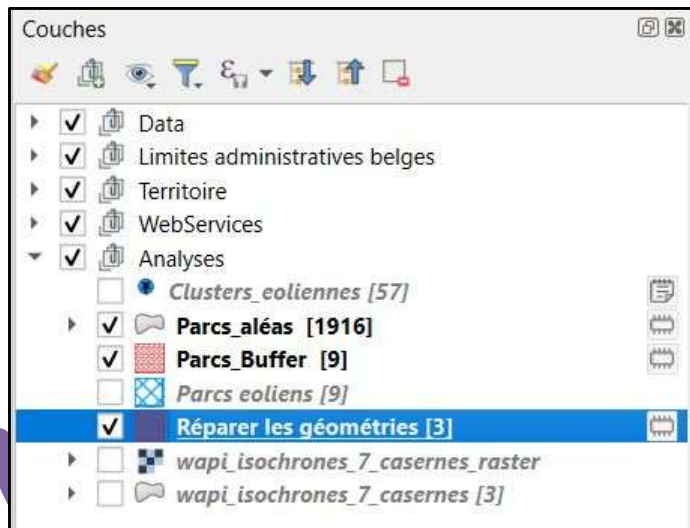 Couches
Data
Limites administratives belges
Territoire
WebServices
Analyses
Clusters_eoliennes [57]
Parcs_aléas [1916]
Parcs_Buffer [9]
Parcs eoliens [9]
Réparer les géométries [3]
wapi_isochrones_7_casernes_raster
wapi_isochrones_7_casernes [3]